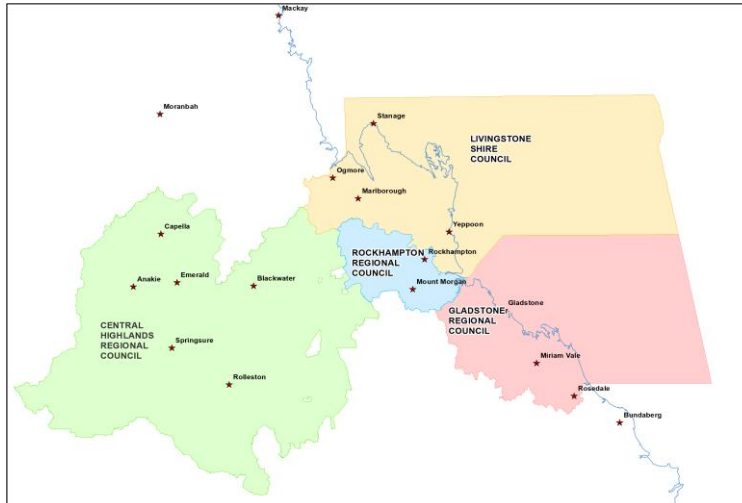 Mackay
Moranbah
Stanage
LIVINGSTONE
SHIRE
COUNCIL
Ogmore
Marlborough
Capella
Yeppoon
ROCKHAMPTON
REGIONAL
COUNCIL
Rockhampton
Anakie
Emerald
Blackwater
Mount Morgan
Gladstone
GLADSTONE
REGIONAL
COUNCIL
CENTRAL
HIGHLANDS
REGIONAL
COUNCIL
Springsure
Miriam Vale
Rolleston
Rosedale
Bundaberg